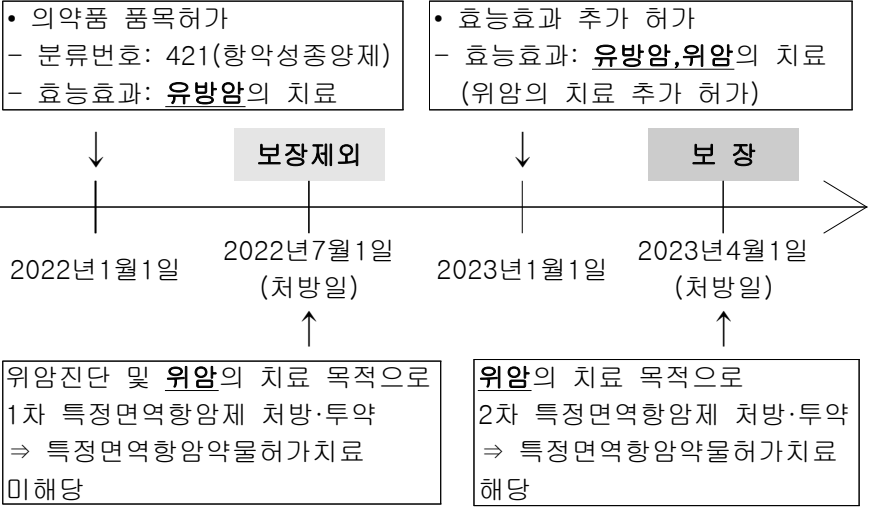 • 의약품 품목허가
- 분류번호: 421(항악성종양제)
- 효능효과: 유방암의 치료
• 효능효과 추가 허가
- 효능효과: 유방암,위암의 치료
(위암의 치료 추가 허가)
↓
보장제외
↓
보 장
2022년1월1일
2022년7월1일
(처방일)
2023년1월1일
2023년4월1일
(처방일)
↑
↑
위암진단 및 위암의 치료 목적으로
1차 특정면역항암제 처방·투약
⇒ 특정면역항암약물허가치료
미해당
위암의 치료 목적으로
2차 특정면역항암제 처방·투약
⇒ 특정면역항암약물허가치료
해당